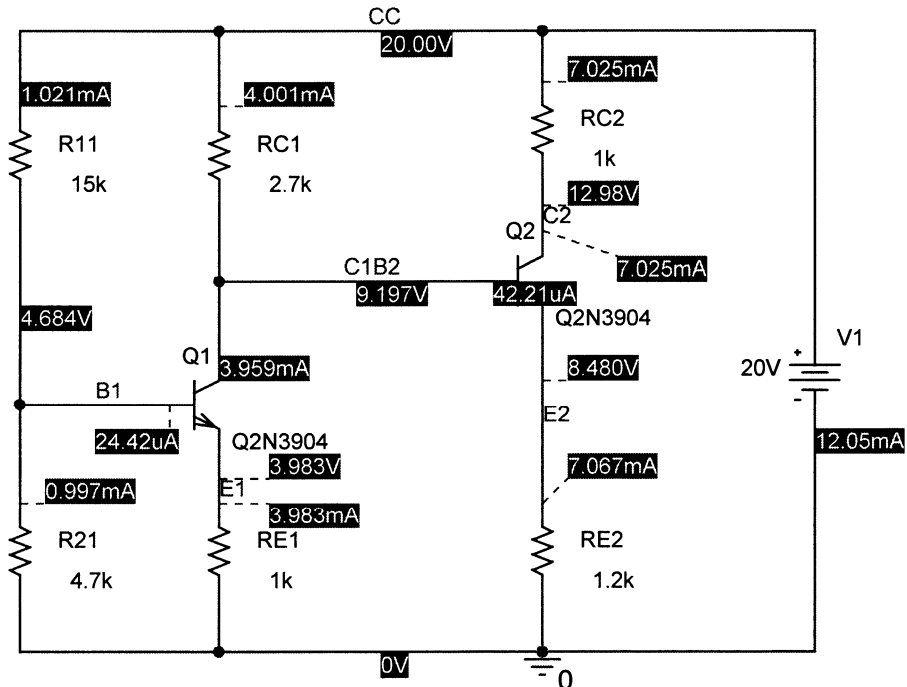 CC
20.00V
7.025mA
1.021mA
4.001mA
R11
15k
RC1
2.7k
RC2
1k
12.98V
C2
Q2
7.025mA
C1B2
9.197V
42.21uA
Q2N3904
4.684V
Q1
3.959mA
8.480V
V1
20V
+
-
B1
24.42uA
Q2N3904
3.983V
E1
3.983mA
E2
12.05mA
0.997mA
7.067mA
R21
4.7k
RE1
1k
RE2
1.2k
0V
0